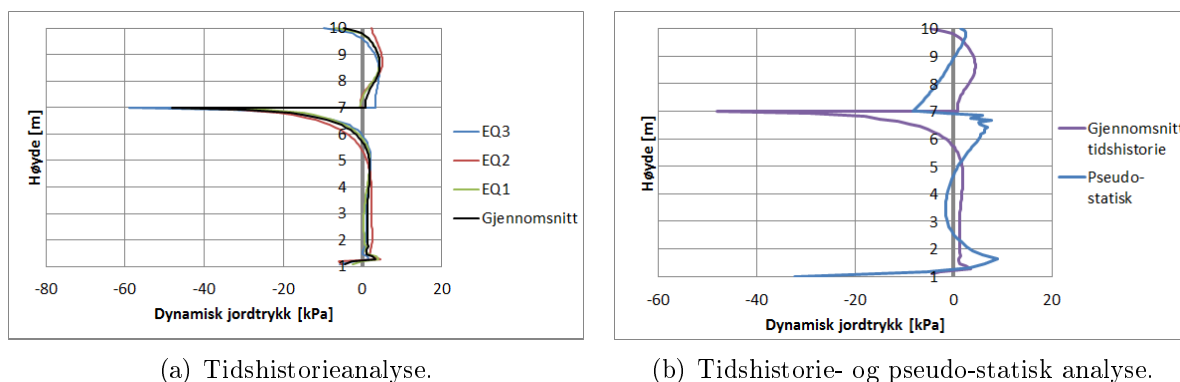 Høyde [m]
10
9
8
7
6
5
4
3
2
1
-80 -60 -40 -20 0 20
Dynamisk jordtrykk [kPa]
EQ3
EQ2
EQ1
Gjennomsnitt
(a) Tidshistorieanalyse.
Høyde [m]
10
9
8
7
6
5
4
3
2
1
-60 -40 -20 0 20
Dynamisk jordtrykk [kPa]
Gjennomsnitt
tidshistorie
Pseudo-
statisk
(b) Tidshistorie- og pseudo-statisk analyse.